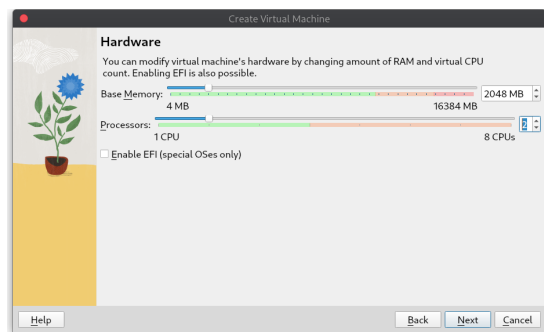 Create Virtual Machine
Hardware
You can modify virtual machine's hardware by changing amount of RAM and virtual CPU
count. Enabling EFI is also possible.
Base Memory: 2048 MB
4 MB 16384 MB
Processors: 2
1 CPU 8 CPUs
Enable EFI (special OSes only)
Help Back Next Cancel